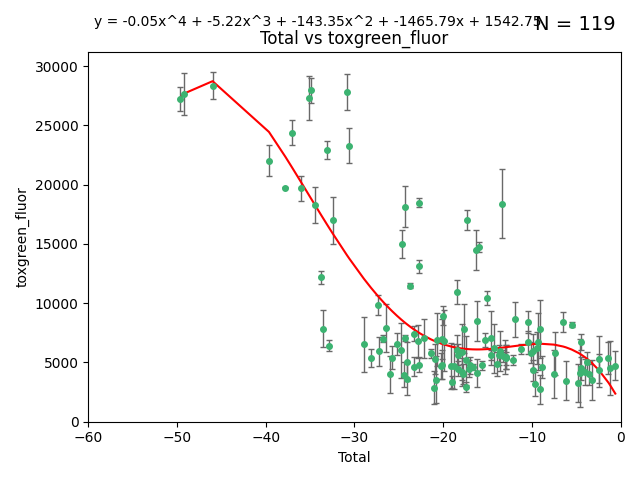 y = -0.05x^4 + -5.22x^3 + -143.35x^2 + -1465.79x + 1542.75
N = 119
Total vs toxgreen_fluor
30000
25000
20000
15000
10000
5000
0
toxgreen_fluor
−60
−50
−40
−30
−20
−10
0
Total